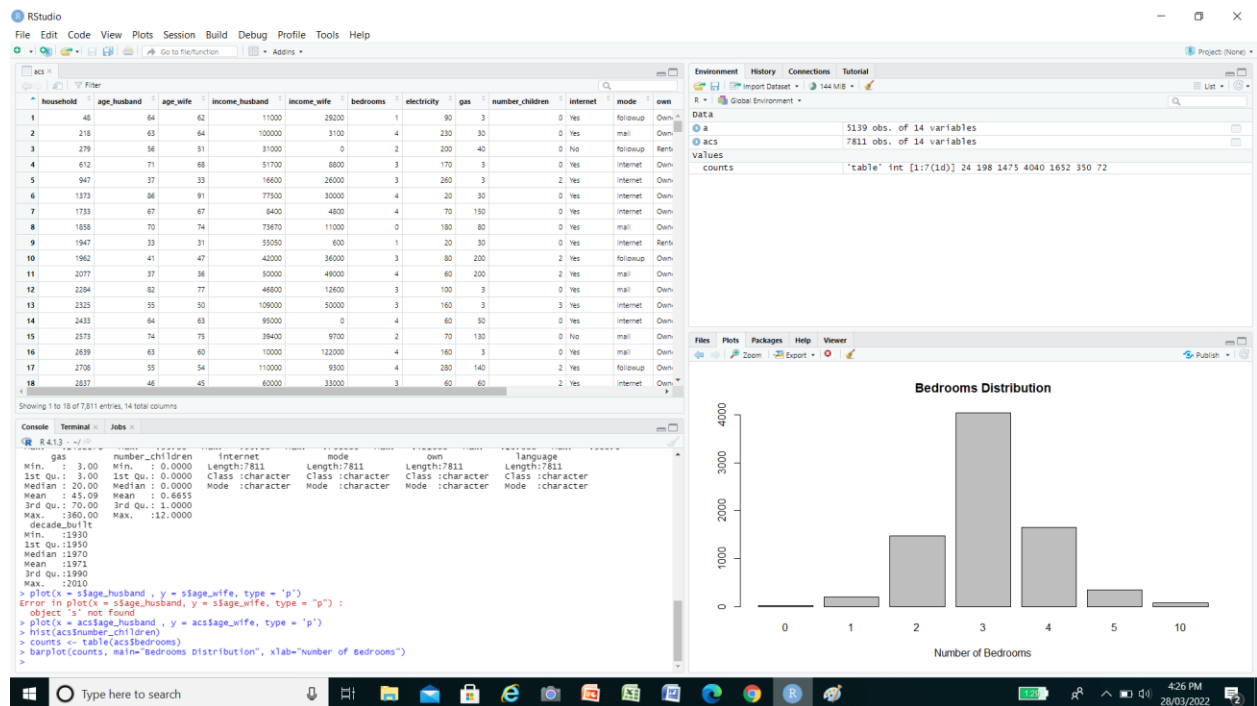 RStudio
File Edit Code View Plots Session Build Debug Profile Tools Help
Go to file/function Addins Project: (None)
acs
Filter
household age_husband age_wife income_husband income_wife bedrooms electricity gas number_children internet mode own
1 48 64 62 11000 29200 1 90 3 0 Yes followup Own
2 218 63 64 100000 3100 4 230 30 0 Yes mail Own
3 279 56 51 31000 0 2 200 40 0 No followup Rent
4 612 71 68 51700 8800 3 170 3 0 Yes internet Own
5 947 37 33 16600 26000 3 260 3 2 Yes internet Own
6 1373 86 91 77500 30000 4 20 30 0 Yes internet Own
7 1733 67 67 8400 4800 4 70 150 0 Yes internet Own
8 1858 70 74 73670 11000 0 180 80 0 Yes mail Own
9 1947 33 31 55050 600 1 20 30 0 Yes internet Rent
10 1962 41 47 42000 36000 3 80 200 2 Yes followup Own
11 2077 37 36 50000 49000 4 60 200 2 Yes mail Own
12 2284 82 77 46800 12600 3 100 3 0 Yes mail Own
13 2325 55 50 109000 50000 3 160 3 3 Yes internet Own
14 2433 64 63 95000 0 4 60 50 0 Yes internet Own
15 2573 74 75 39400 9700 2 70 130 0 No mail Own
16 2639 63 60 10000 122000 4 160 3 0 Yes mail Own
17 2708 55 54 110000 9300 4 280 140 2 Yes followup Own
18 2837 46 45 60000 33000 3 60 60 2 Yes internet Own
Showing 1 to 18 of 7,811 entries, 14 total columns
Console Terminal Jobs
R 4.1.3 · ~/
gas number_children internet mode own language
Min. : 3.00 Min. : 0.0000 Length:7811 Length:7811 Length:7811 Length:7811
1st Qu.: 3.00 1st Qu.: 0.0000 Class :character Class :character Class :character Class :character
Median : 20.00 Median : 0.0000 Mode :character Mode :character Mode :character Mode :character
Mean : 45.09 Mean : 0.6655
3rd Qu.: 70.00 3rd Qu.: 1.0000
Max. :360.00 Max. :12.0000
decade_built
Min. :1930
1st Qu.:1950
Median :1970
Mean :1971
3rd Qu.:1990
Max. :2010
> plot(x = s$age_husband , y = s$age_wife, type = 'p')
Error in plot(x = s$age_husband, y = s$age_wife, type = "p") :
object 's' not found
> plot(x = acs$age_husband , y = acs$age_wife, type = 'p')
> hist(acs$number_children)
> counts <- table(acs$bedrooms)
> barplot(counts, main="Bedrooms Distribution", xlab="Number of Bedrooms")
>
Environment History Connections Tutorial
Import Dataset 144 MiB List
R Global Environment
Data
a 5139 obs. of 14 variables
acs 7811 obs. of 14 variables
values
counts 'table' int [1:7(1d)] 24 198 1475 4040 1652 350 72
Files Plots Packages Help Viewer
Zoom Export Publish
Bedrooms Distribution
4000
3000
2000
1000
0
0 1 2 3 4 5 10
Number of Bedrooms
Type here to search
4:26 PM
28/03/2022